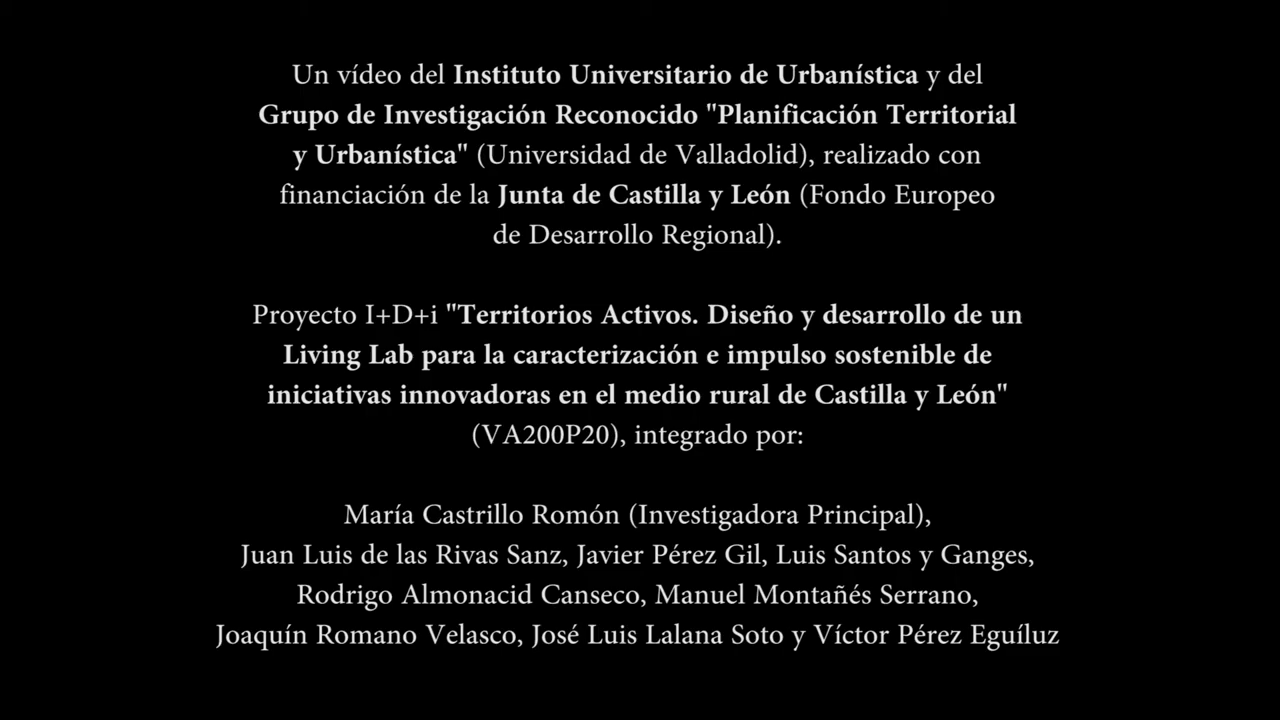 Un vídeo del Instituto Universitario de Urbanística y del
Grupo de Investigación Reconocido "Planificación Territorial
y Urbanística" (Universidad de Valladolid), realizado con
financiación de la Junta de Castilla y León (Fondo Europeo
de Desarrollo Regional).
Proyecto I+D+i "Territorios Activos. Diseño y desarrollo de un
Living Lab para la caracterización e impulso sostenible de
iniciativas innovadoras en el medio rural de Castilla y León"
(VA200P20), integrado por:
María Castrillo Romón (Investigadora Principal),
Juan Luis de las Rivas Sanz, Javier Pérez Gil, Luis Santos y Ganges,
Rodrigo Almonacid Canseco, Manuel Montañés Serrano,
Joaquín Romano Velasco, José Luis Lalana Soto y Víctor Pérez Eguíluz